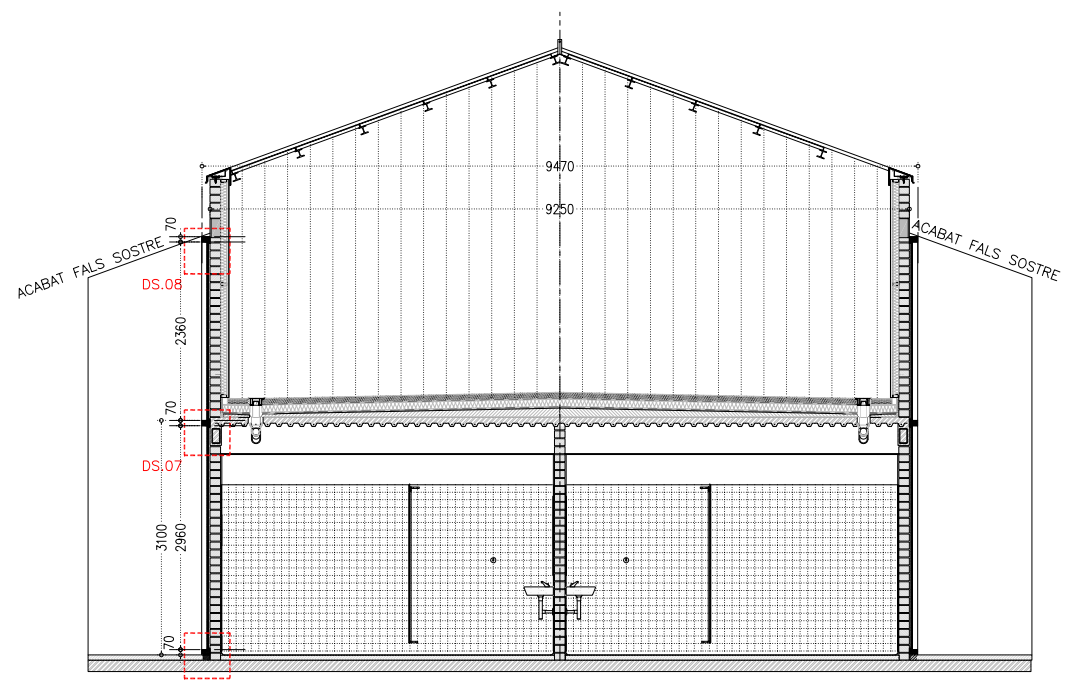 9470
9250
70
ACABAT FALS SOSTRE
ACABAT FALS SOSTRE
DS.08
2360
70
DS.07
3100
2960
70